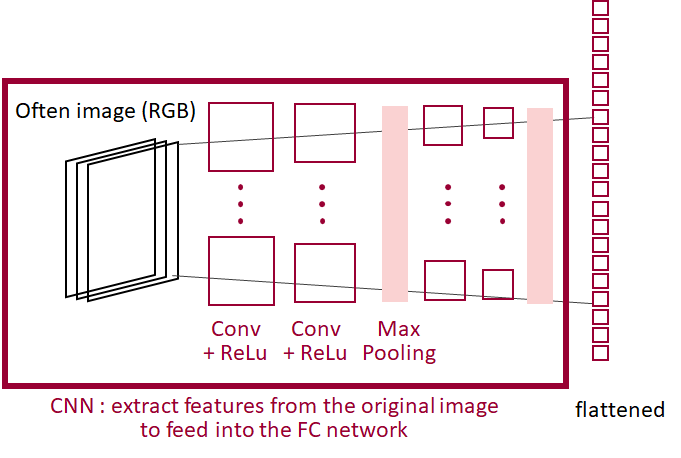 Often image (RGB)
Conv
+ ReLu
Conv
+ ReLu
Max
Pooling
CNN : extract features from the original image
to feed into the FC network
flattened